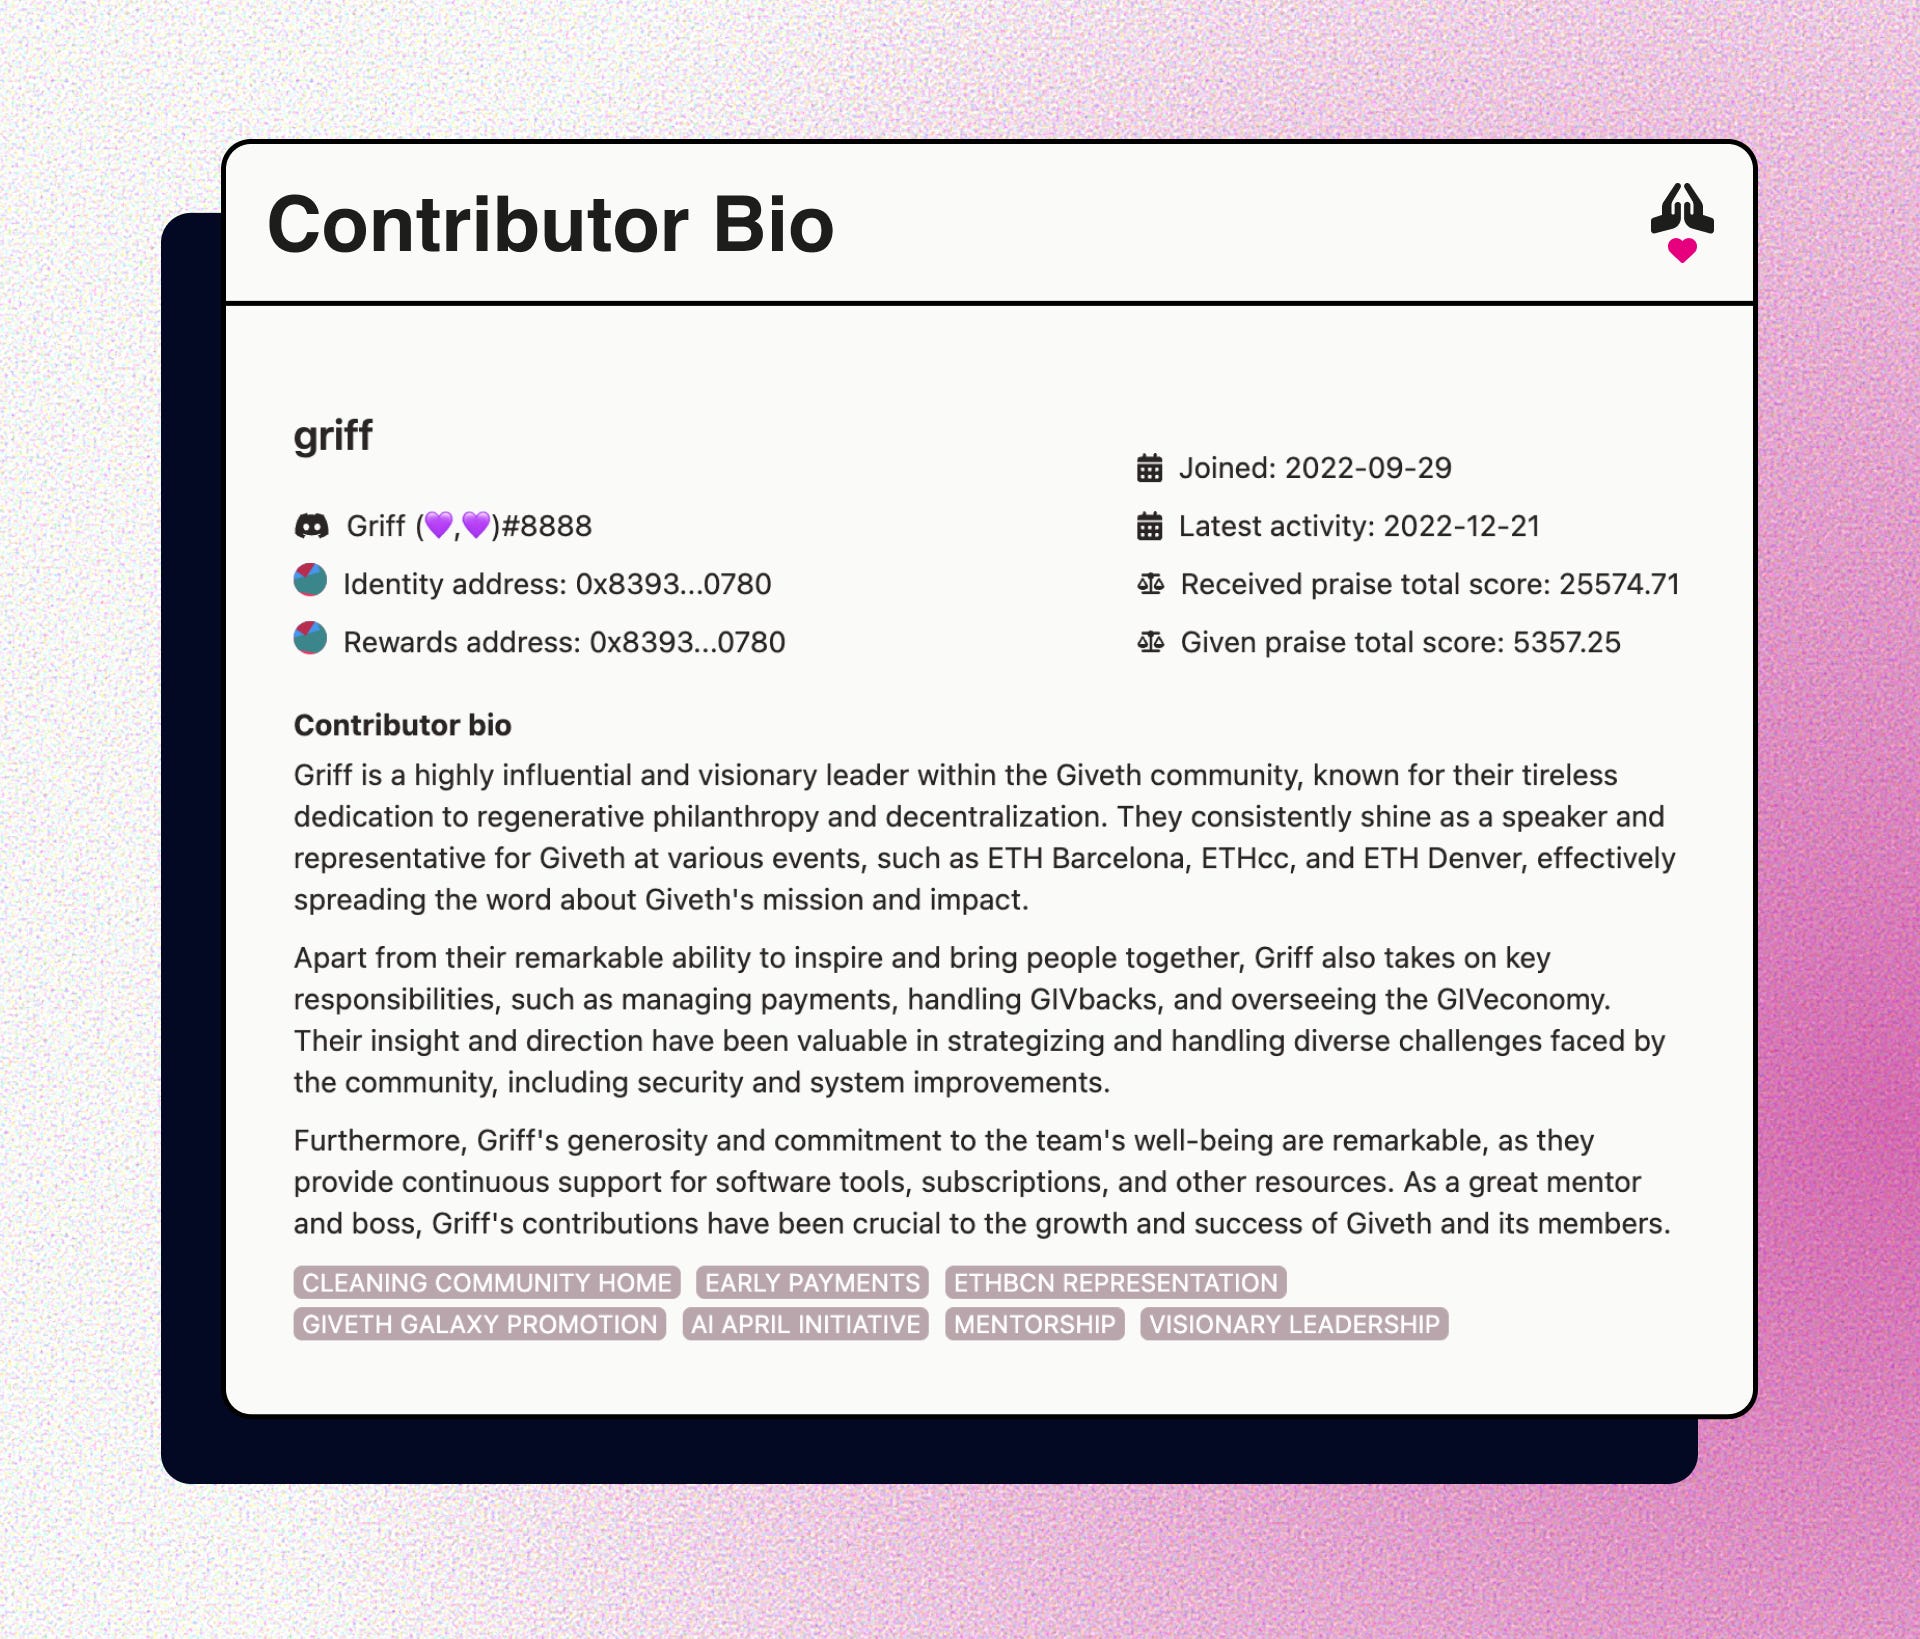 Contributor Bio
griff
Griff (💜,💜)#8888
Identity address: 0x8393...0780
Rewards address: 0x8393...0780
Joined: 2022-09-29
Latest activity: 2022-12-21
Received praise total score: 25574.71
Given praise total score: 5357.25
Contributor bio
Griff is a highly influential and visionary leader within the Giveth community, known for their tireless
dedication to regenerative philanthropy and decentralization. They consistently shine as a speaker and
representative for Giveth at various events, such as ETH Barcelona, ETHcc, and ETH Denver, effectively
spreading the word about Giveth's mission and impact.
Apart from their remarkable ability to inspire and bring people together, Griff also takes on key
responsibilities, such as managing payments, handling GIVbacks, and overseeing the GIVeconomy.
Their insight and direction have been valuable in strategizing and handling diverse challenges faced by
the community, including security and system improvements.
Furthermore, Griff's generosity and commitment to the team's well-being are remarkable, as they
provide continuous support for software tools, subscriptions, and other resources. As a great mentor
and boss, Griff's contributions have been crucial to the growth and success of Giveth and its members.
CLEANING COMMUNITY HOME EARLY PAYMENTS ETHBCN REPRESENTATION
GIVETH GALAXY PROMOTION AI APRIL INITIATIVE MENTORSHIP VISIONARY LEADERSHIP